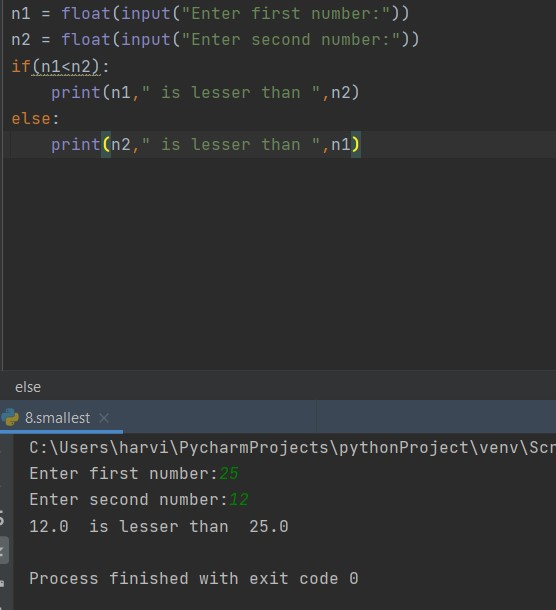 n1 = float(input("Enter first number:"))
n2 = float(input("Enter second number:"))
if(n1<n2):
    print(n1," is lesser than ",n2)
else:
    print(n2," is lesser than ",n1)
else
8.smallest ×
C:\Users\harvi\PycharmProjects\pythonProject\venv\Scr
Enter first number:25
Enter second number:12
12.0  is lesser than  25.0
Process finished with exit code 0